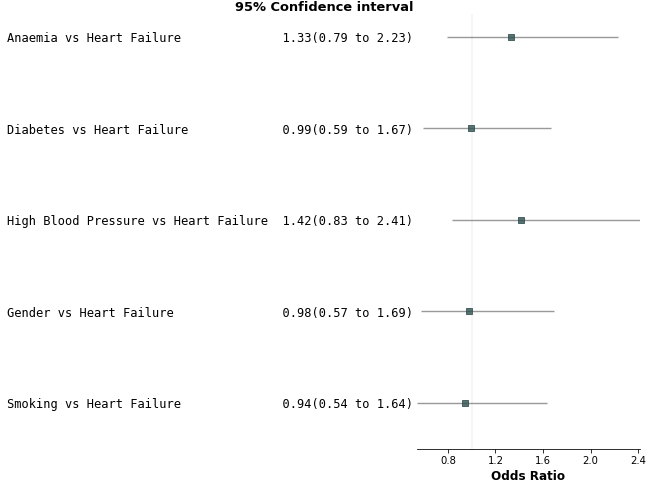 95% Confidence interval
Anaemia vs Heart Failure 1.33(0.79 to 2.23)
Diabetes vs Heart Failure 0.99(0.59 to 1.67)
High Blood Pressure vs Heart Failure 1.42(0.83 to 2.41)
Gender vs Heart Failure 0.98(0.57 to 1.69)
Smoking vs Heart Failure 0.94(0.54 to 1.64)
0.8 1.2 1.6 2.0 2.4
Odds Ratio